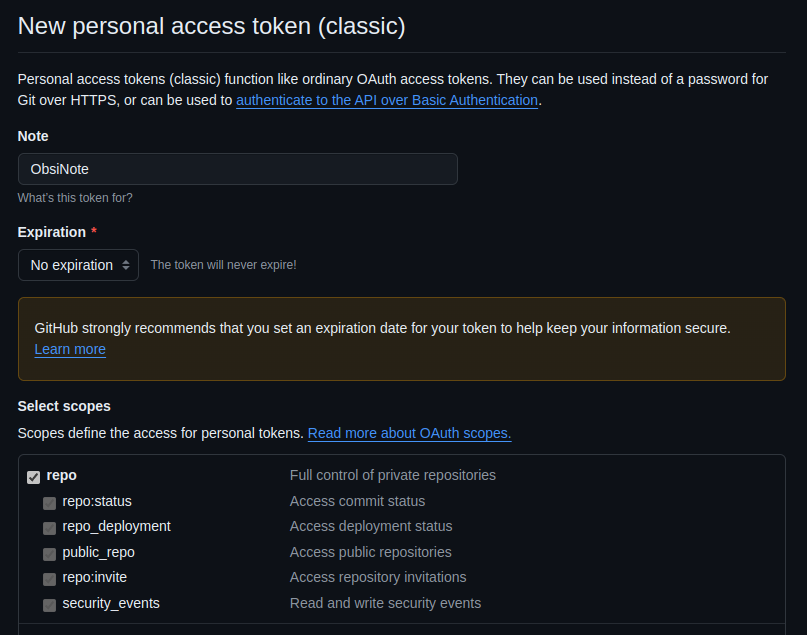 New personal access token (classic)
Personal access tokens (classic) function like ordinary OAuth access tokens. They can be used instead of a password for
Git over HTTPS, or can be used to authenticate to the API over Basic Authentication.
Note
ObsiNote
What's this token for?
Expiration *
No expiration The token will never expire!
GitHub strongly recommends that you set an expiration date for your token to help keep your information secure.
Learn more
Select scopes
Scopes define the access for personal tokens. Read more about OAuth scopes.
repo Full control of private repositories
repo:status Access commit status
repo_deployment Access deployment status
public_repo Access public repositories
repo:invite Access repository invitations
security_events Read and write security events